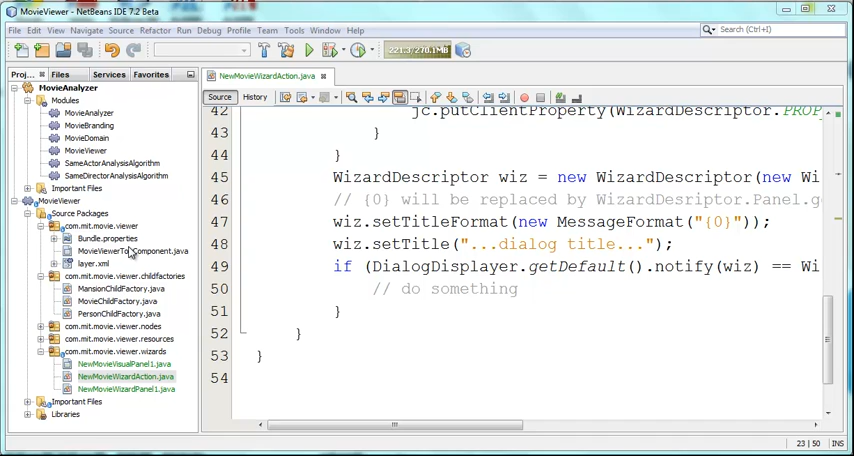 MovieViewer - NetBeans IDE 7.2 Beta
File Edit View Navigate Source Refactor Run Debug Profile Team Tools Window Help
Search (Ctrl+I)
221.3/270.1MB
Proj... Files Services Favorites
NewMovieWizardAction.java
Source History
MovieAnalyzer
Modules
MovieAnalyzer
MovieBranding
MovieDomain
MovieViewer
SameActorAnalysisAlgorithm
SameDirectorAnalysisAlgorithm
Important Files
MovieViewer
Source Packages
com.mit.movie.viewer
Bundle.properties
layer.xml
com.mit.movie.viewer.childfactories
MansionChildFactory.java
MovieChildFactory.java
PersonChildFactory.java
com.mit.movie.viewer.nodes
com.mit.movie.viewer.resources
com.mit.movie.viewer.wizards
NewMovieVisualPanel1.java
NewMovieWizardAction.java
NewMovieWizardPanel1.java
Important Files
Libraries
42 jc.putClientProperty(WizardDescriptor.PROP
43 }
44 }
45 WizardDescriptor wiz = new WizardDescriptor(new Wi
46 // {0} will be replaced by WizardDesriptor.Panel.g
47 wiz.setTitleFormat(new MessageFormat("{0}"));
48 wiz.setTitle("...dialog title...");
49 if (DialogDisplayer.getDefault().notify(wiz) == Wi
50 // do something
51 }
52 }
53 }
54
23 | 50 INS